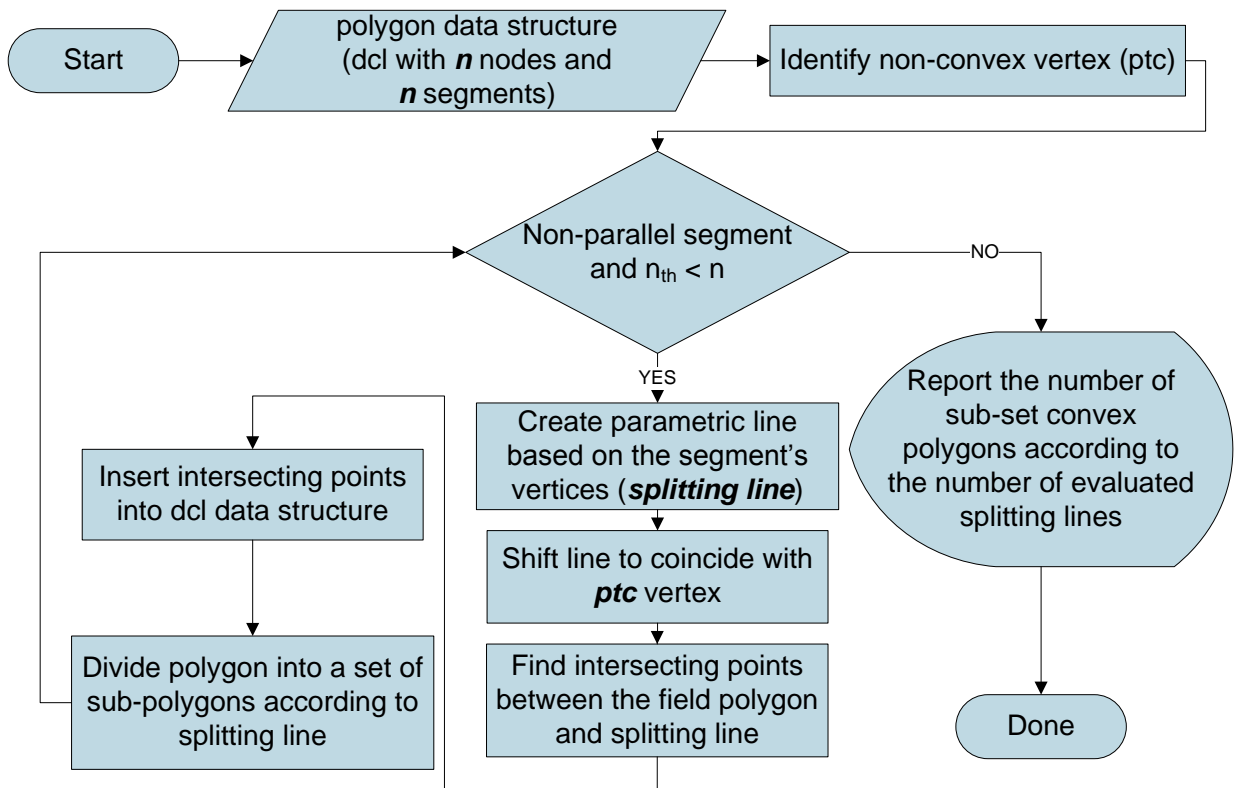 Start
polygon data structure
(dcl with n nodes and
n segments)
Identify non-convex vertex (ptc)
Non-parallel segment
and nth < n
NO
YES
Create parametric line
based on the segment's
vertices (splitting line)
Shift line to coincide with
ptc vertex
Find intersecting points
between the field polygon
and splitting line
Insert intersecting points
into dcl data structure
Divide polygon into a set of
sub-polygons according to
splitting line
Report the number of
sub-set convex
polygons according to
the number of evaluated
splitting lines
Done